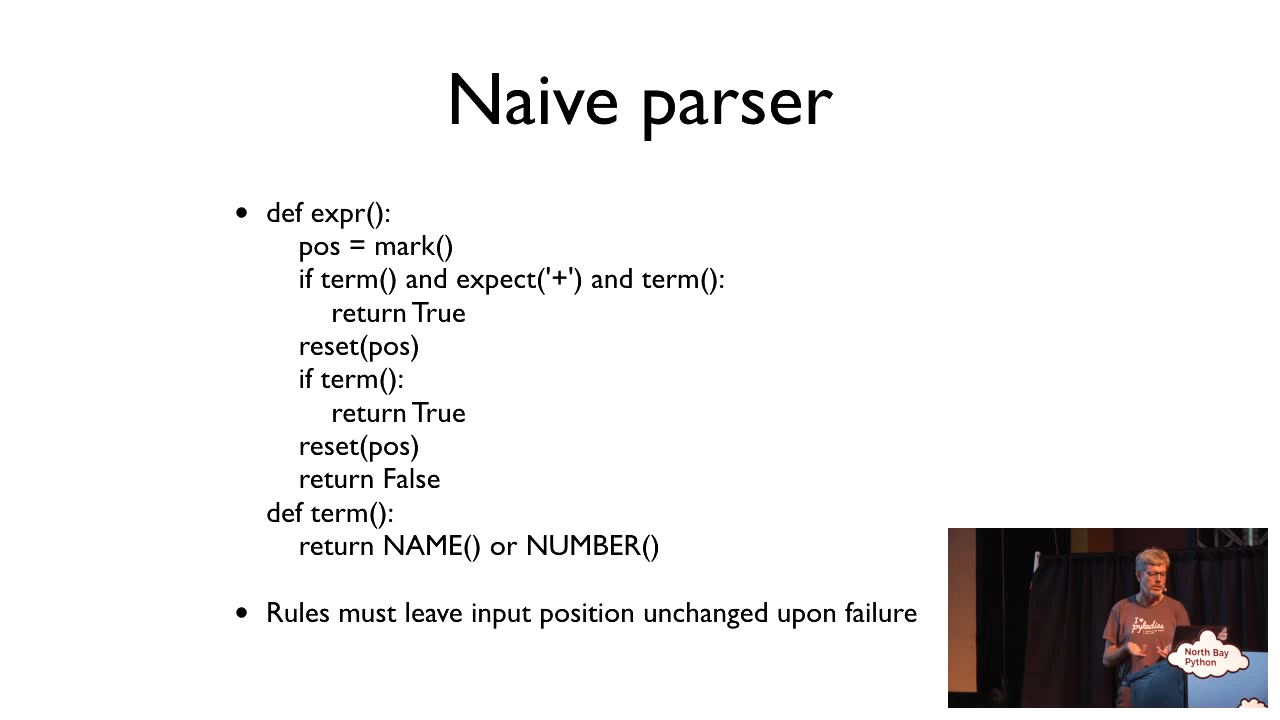 Naive parser
• def expr():
pos = mark()
if term() and expect('+') and term():
return True
reset(pos)
if term():
return True
reset(pos)
return False
def term():
return NAME() or NUMBER()
• Rules must leave input position unchanged upon failure
I ♥
pyladies
North Bay
Python